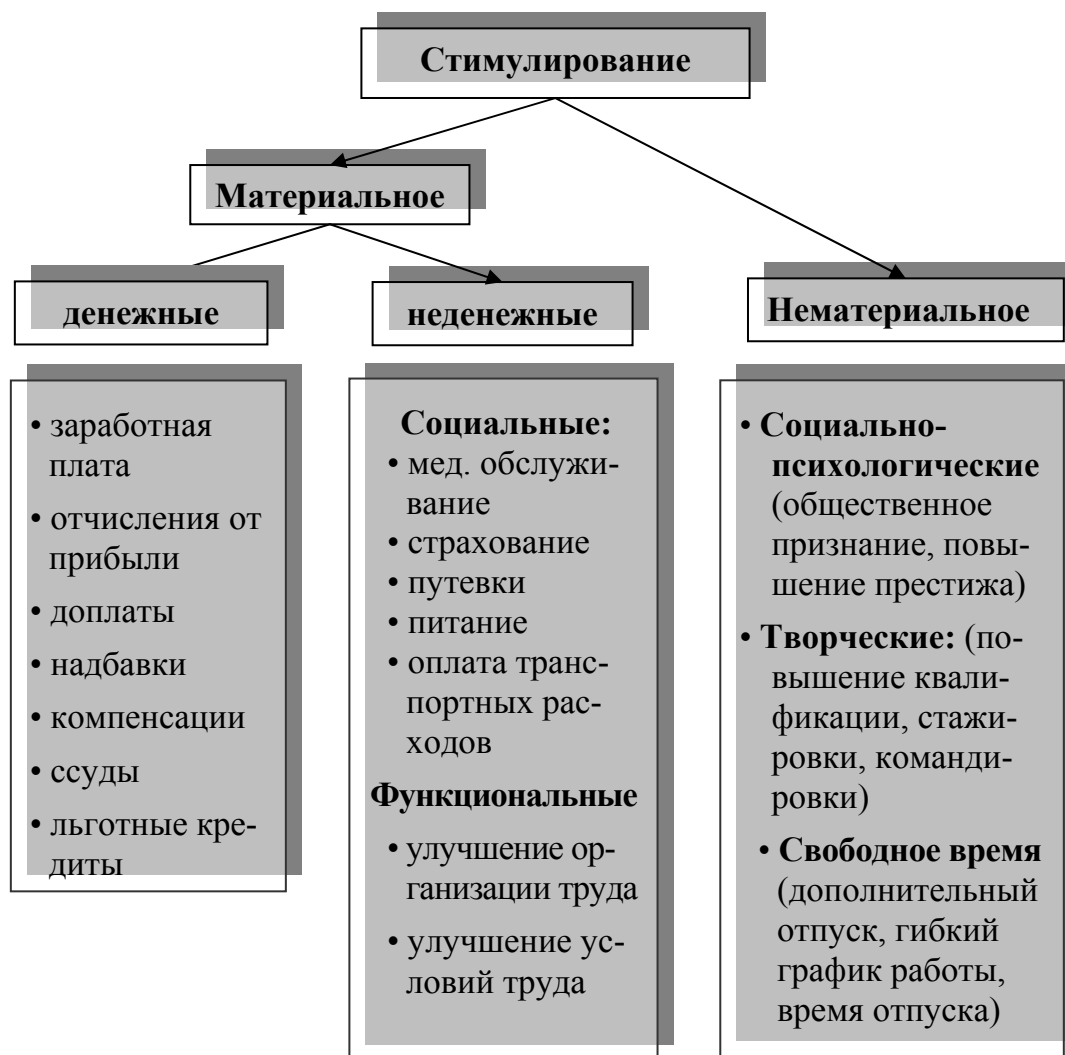 Стимулирование
Материальное
денежные
неденежные
Нематериальное
• заработная
плата
• отчисления от
прибыли
• доплаты
• надбавки
• компенсации
• ссуды
• льготные кре-
диты
Социальные:
• мед. обслужи-
вание
• страхование
• путевки
• питание
• оплата транс-
портных рас-
ходов
Функциональные
• улучшение ор-
ганизации труда
• улучшение ус-
ловий труда
• Социально-
психологические
(общественное
признание, повы-
шение престижа)
• Творческие: (по-
вышение квали-
фикации, стажи-
ровки, команди-
ровки)
• Свободное время
(дополнительный
отпуск, гибкий
график работы,
время отпуска)